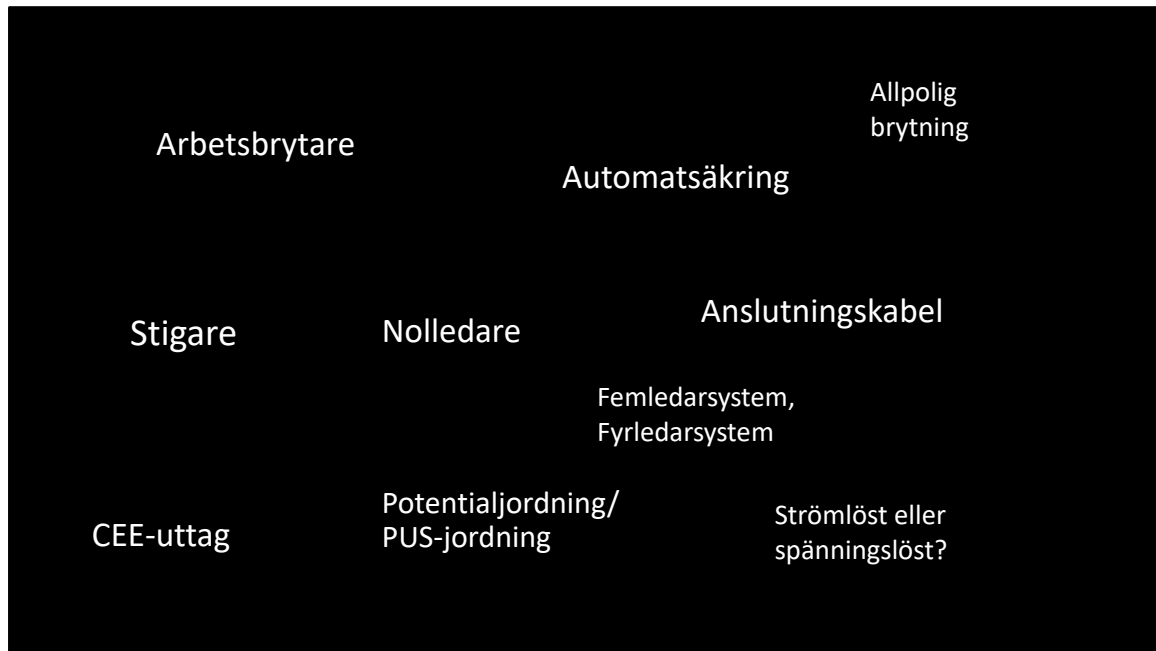 Allpolig
brytning
Arbetsbrytare
Automatsäkring
Anslutningskabel
Stigare
Nolledare
Femledarsystem,
Fyrledarsystem
Potentialjordning/
PUS-jordning
CEE-uttag
Strömlöst eller
spänningslöst?